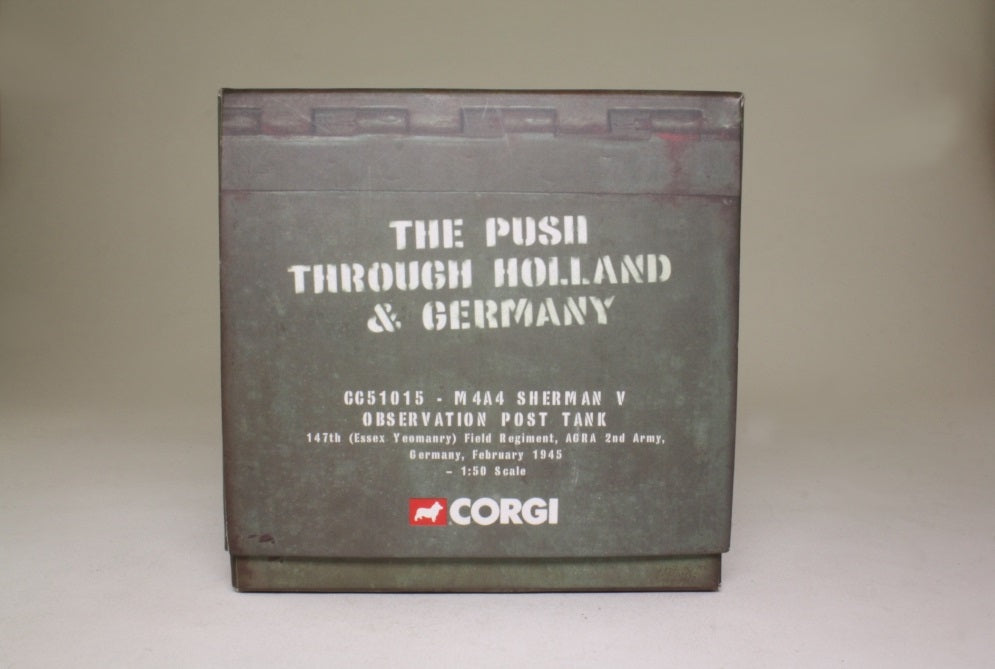 THE PUSH
THROUGH HOLLAND
& GERMANY
CC51015 - M4A4 SHERMAN V
OBSERVATION POST TANK
147th (Essex Yeomanry) Field Regiment, AGRA 2nd Army,
Germany, February 1945
– 1:50 Scale
CORGI